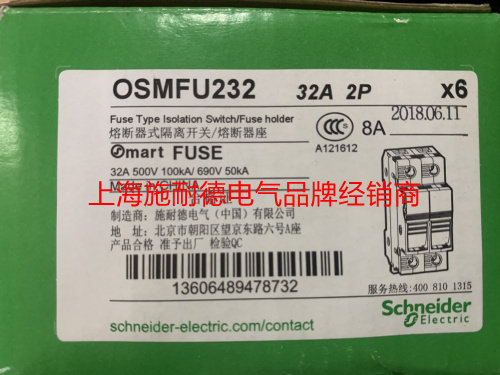 OSMFU232 32A 2P x6
Fuse Type Isolation Switch/Fuse holder
熔断器式隔离开关/熔断器座
CCC 8A 2018.06.11
A121612
Smart FUSE
32A 500V 100kA/ 690V 50kA
上海施耐德电气品牌经销商
制造商：施耐德电气（中国）有限公司
地 址：北京市朝阳区望京东路六号A座
产品合格 准予出厂 检验QC
13606489478732
服务热线: 400 810 1315
schneider-electric.com/contact
Schneider
Electric